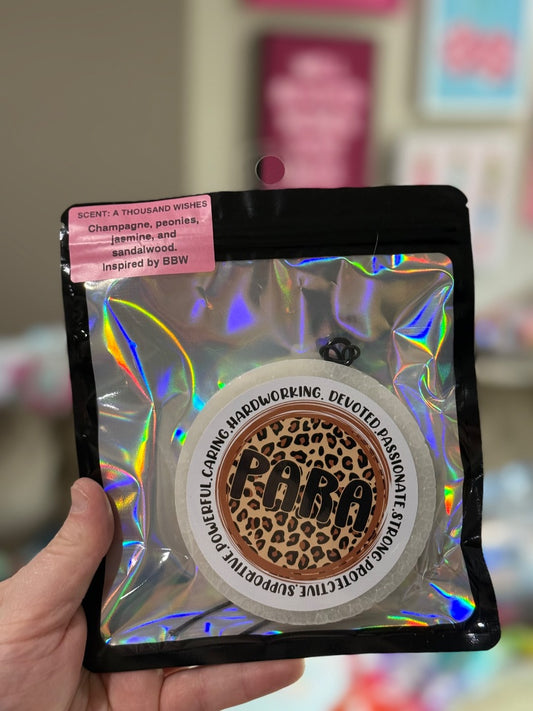 SCENT: A THOUSAND WISHES
Champagne, peonies,
jasmine, and
sandalwood.
Inspired by BBW
POWERFUL.CARING.HARDWORKING. DEVOTED.PASSIONATE.STRONG.PROTECTIVE.SUPPORTIVE.
PARA